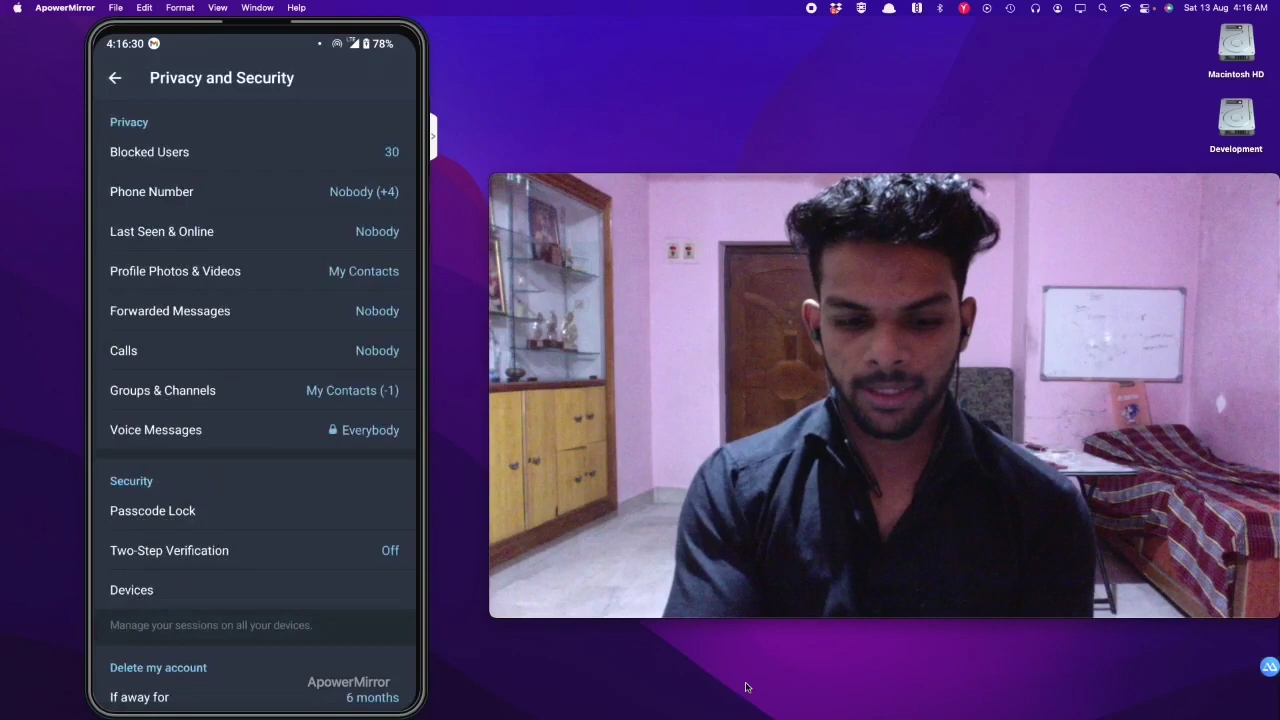 ApowerMirror File Edit Format View Window Help Sat 13 Aug 4:16 AM
4:16:30 LTE 78%
Privacy and Security
Privacy
Blocked Users 30
Phone Number Nobody (+4)
Last Seen & Online Nobody
Profile Photos & Videos My Contacts
Forwarded Messages Nobody
Calls Nobody
Groups & Channels My Contacts (-1)
Voice Messages Everybody
Security
Passcode Lock
Two-Step Verification Off
Devices
Manage your sessions on all your devices.
Delete my account
ApowerMirror
If away for 6 months
Macintosh HD
Development